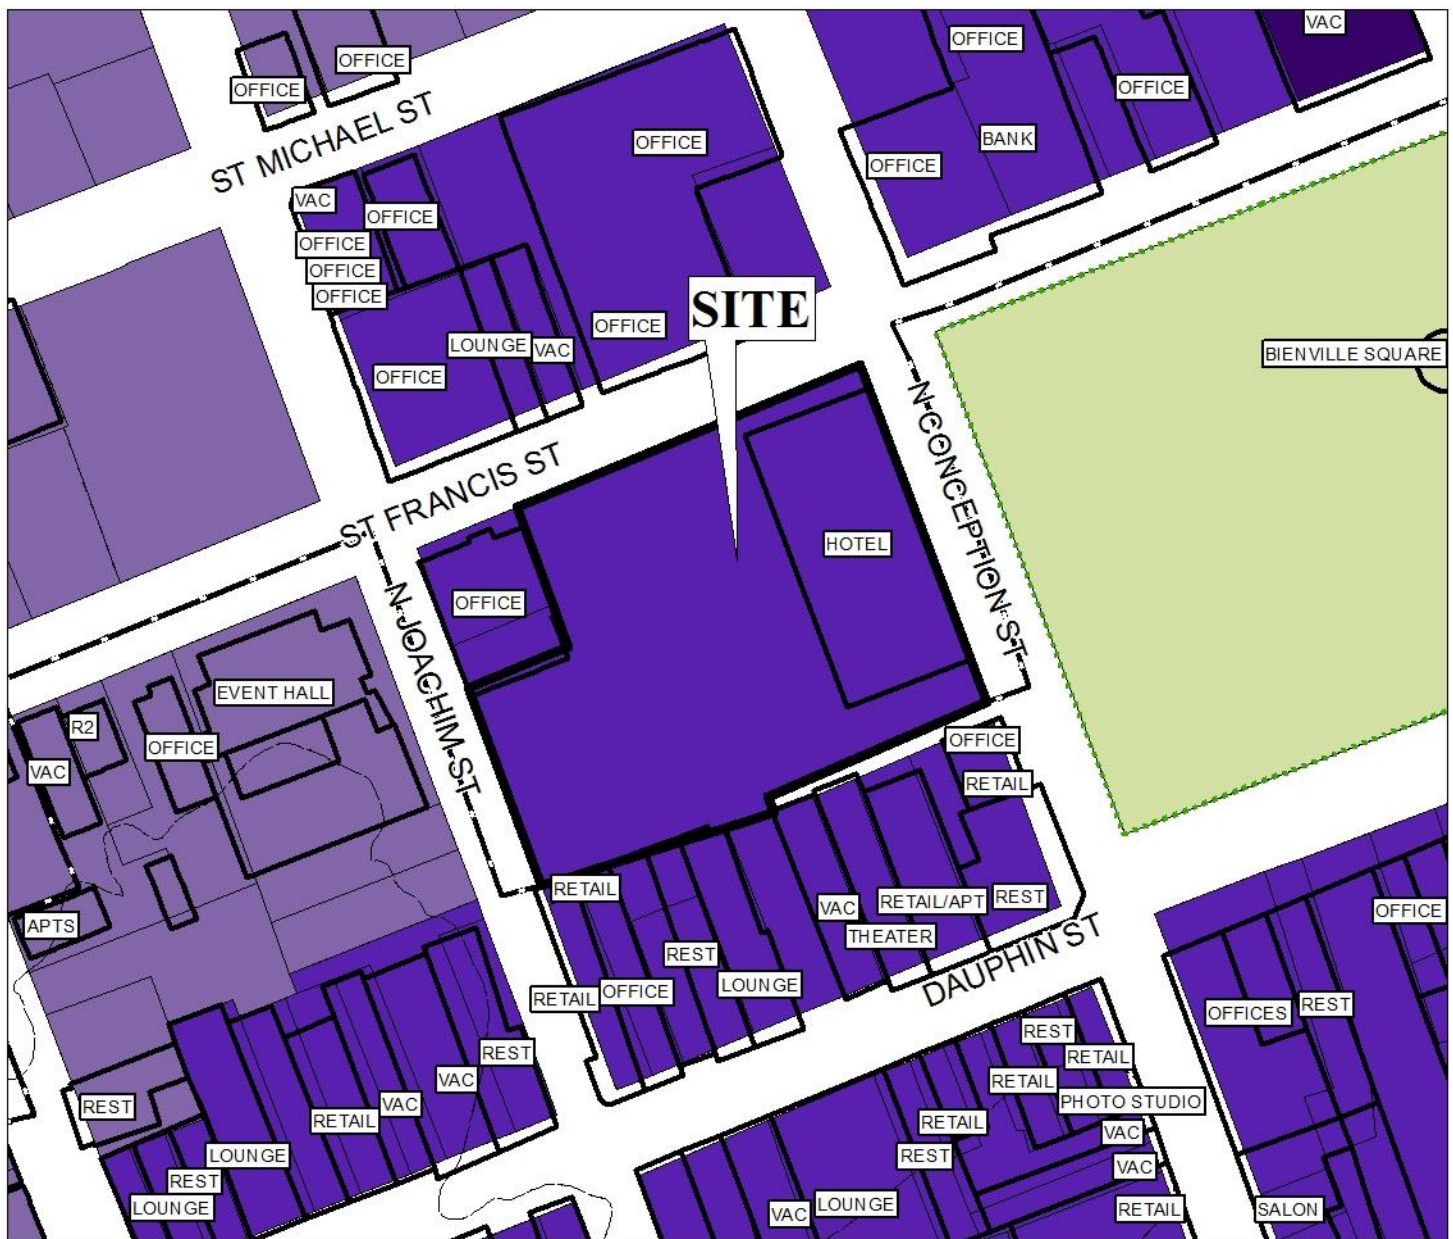 VAC
OFFICE
OFFICE
OFFICE
OFFICE
ST MICHAEL ST
OFFICE
BANK
OFFICE
VAC
OFFICE
OFFICE
OFFICE
OFFICE
SITE
OFFICE
LOUNGE
VAC
BIENVILLE SQUARE
OFFICE
N CONCEPTION ST
ST FRANCIS ST
HOTEL
OFFICE
N JOACHIM ST
EVENT HALL
R2
OFFICE
OFFICE
VAC
RETAIL
RETAIL
VAC
RETAIL/APT
REST
OFFICE
APTS
THEATER
REST
DAUPHIN ST
RETAIL
OFFICE
LOUNGE
OFFICES
REST
REST
REST
RETAIL
VAC
RETAIL
REST
VAC
RETAIL
PHOTO STUDIO
RETAIL
VAC
LOUNGE
REST
VAC
REST
LOUNGE
VAC
LOUNGE
RETAIL
SALON